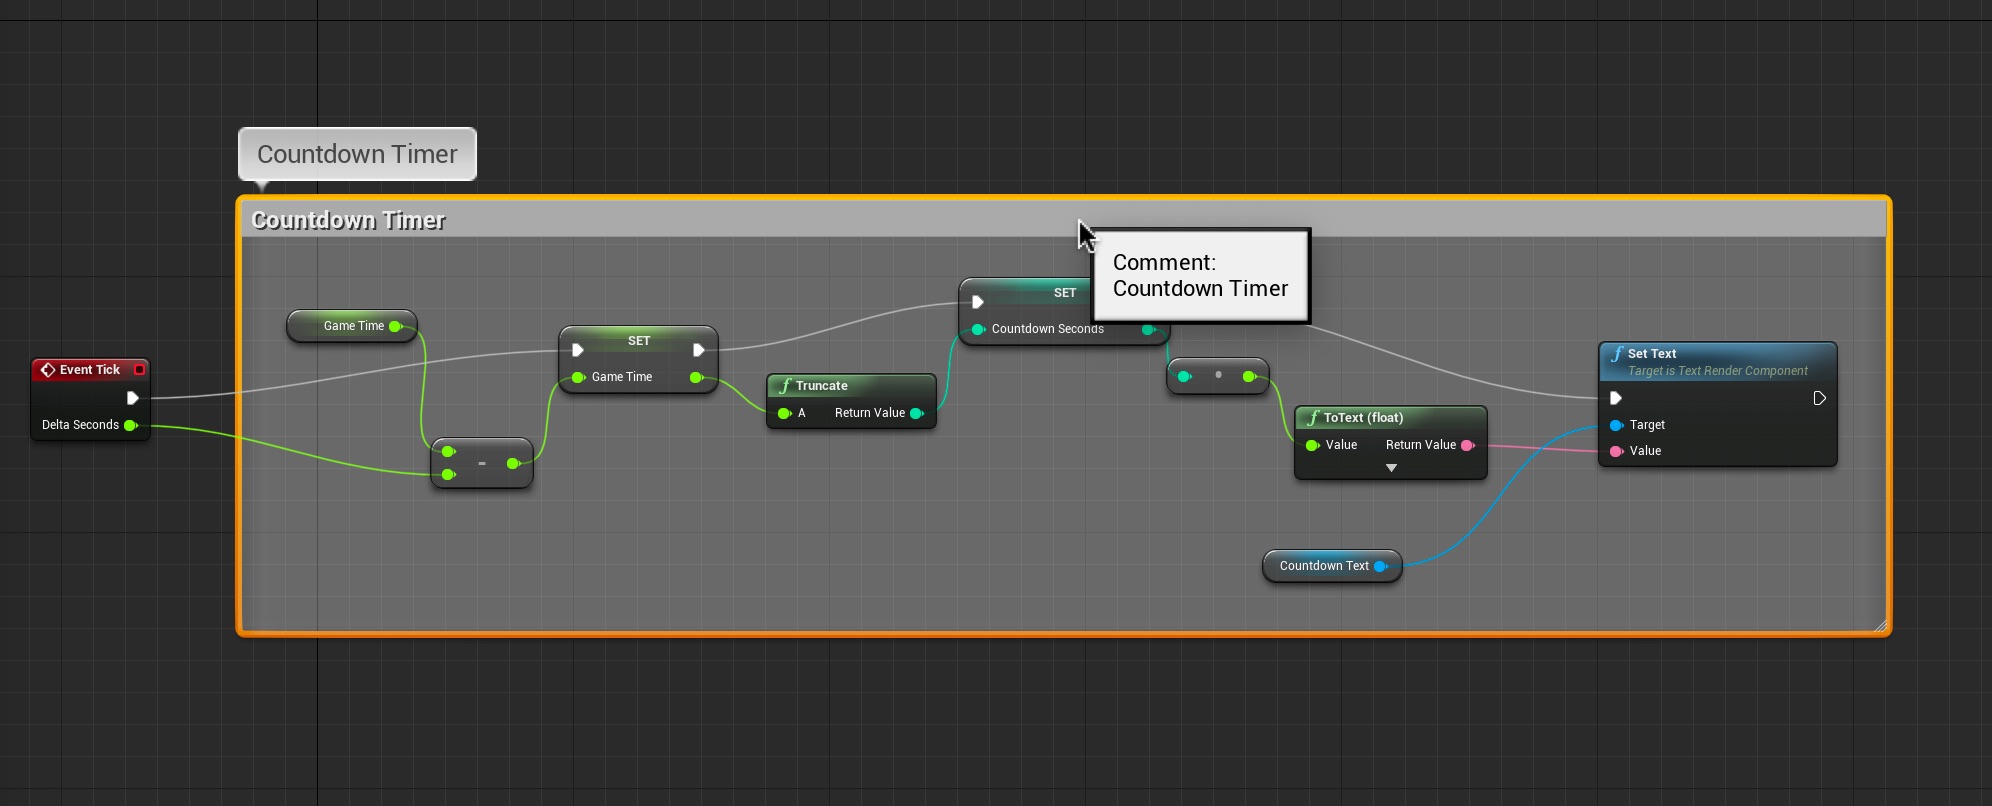 Countdown Timer
Countdown Timer
Comment:
Countdown Timer
SET
Countdown Seconds
Game Time
SET
Game Time
Event Tick
Delta Seconds
Truncate
A Return Value
-
ToText (float)
Value Return Value
Set Text
Target is Text Render Component
Target
Value
Countdown Text